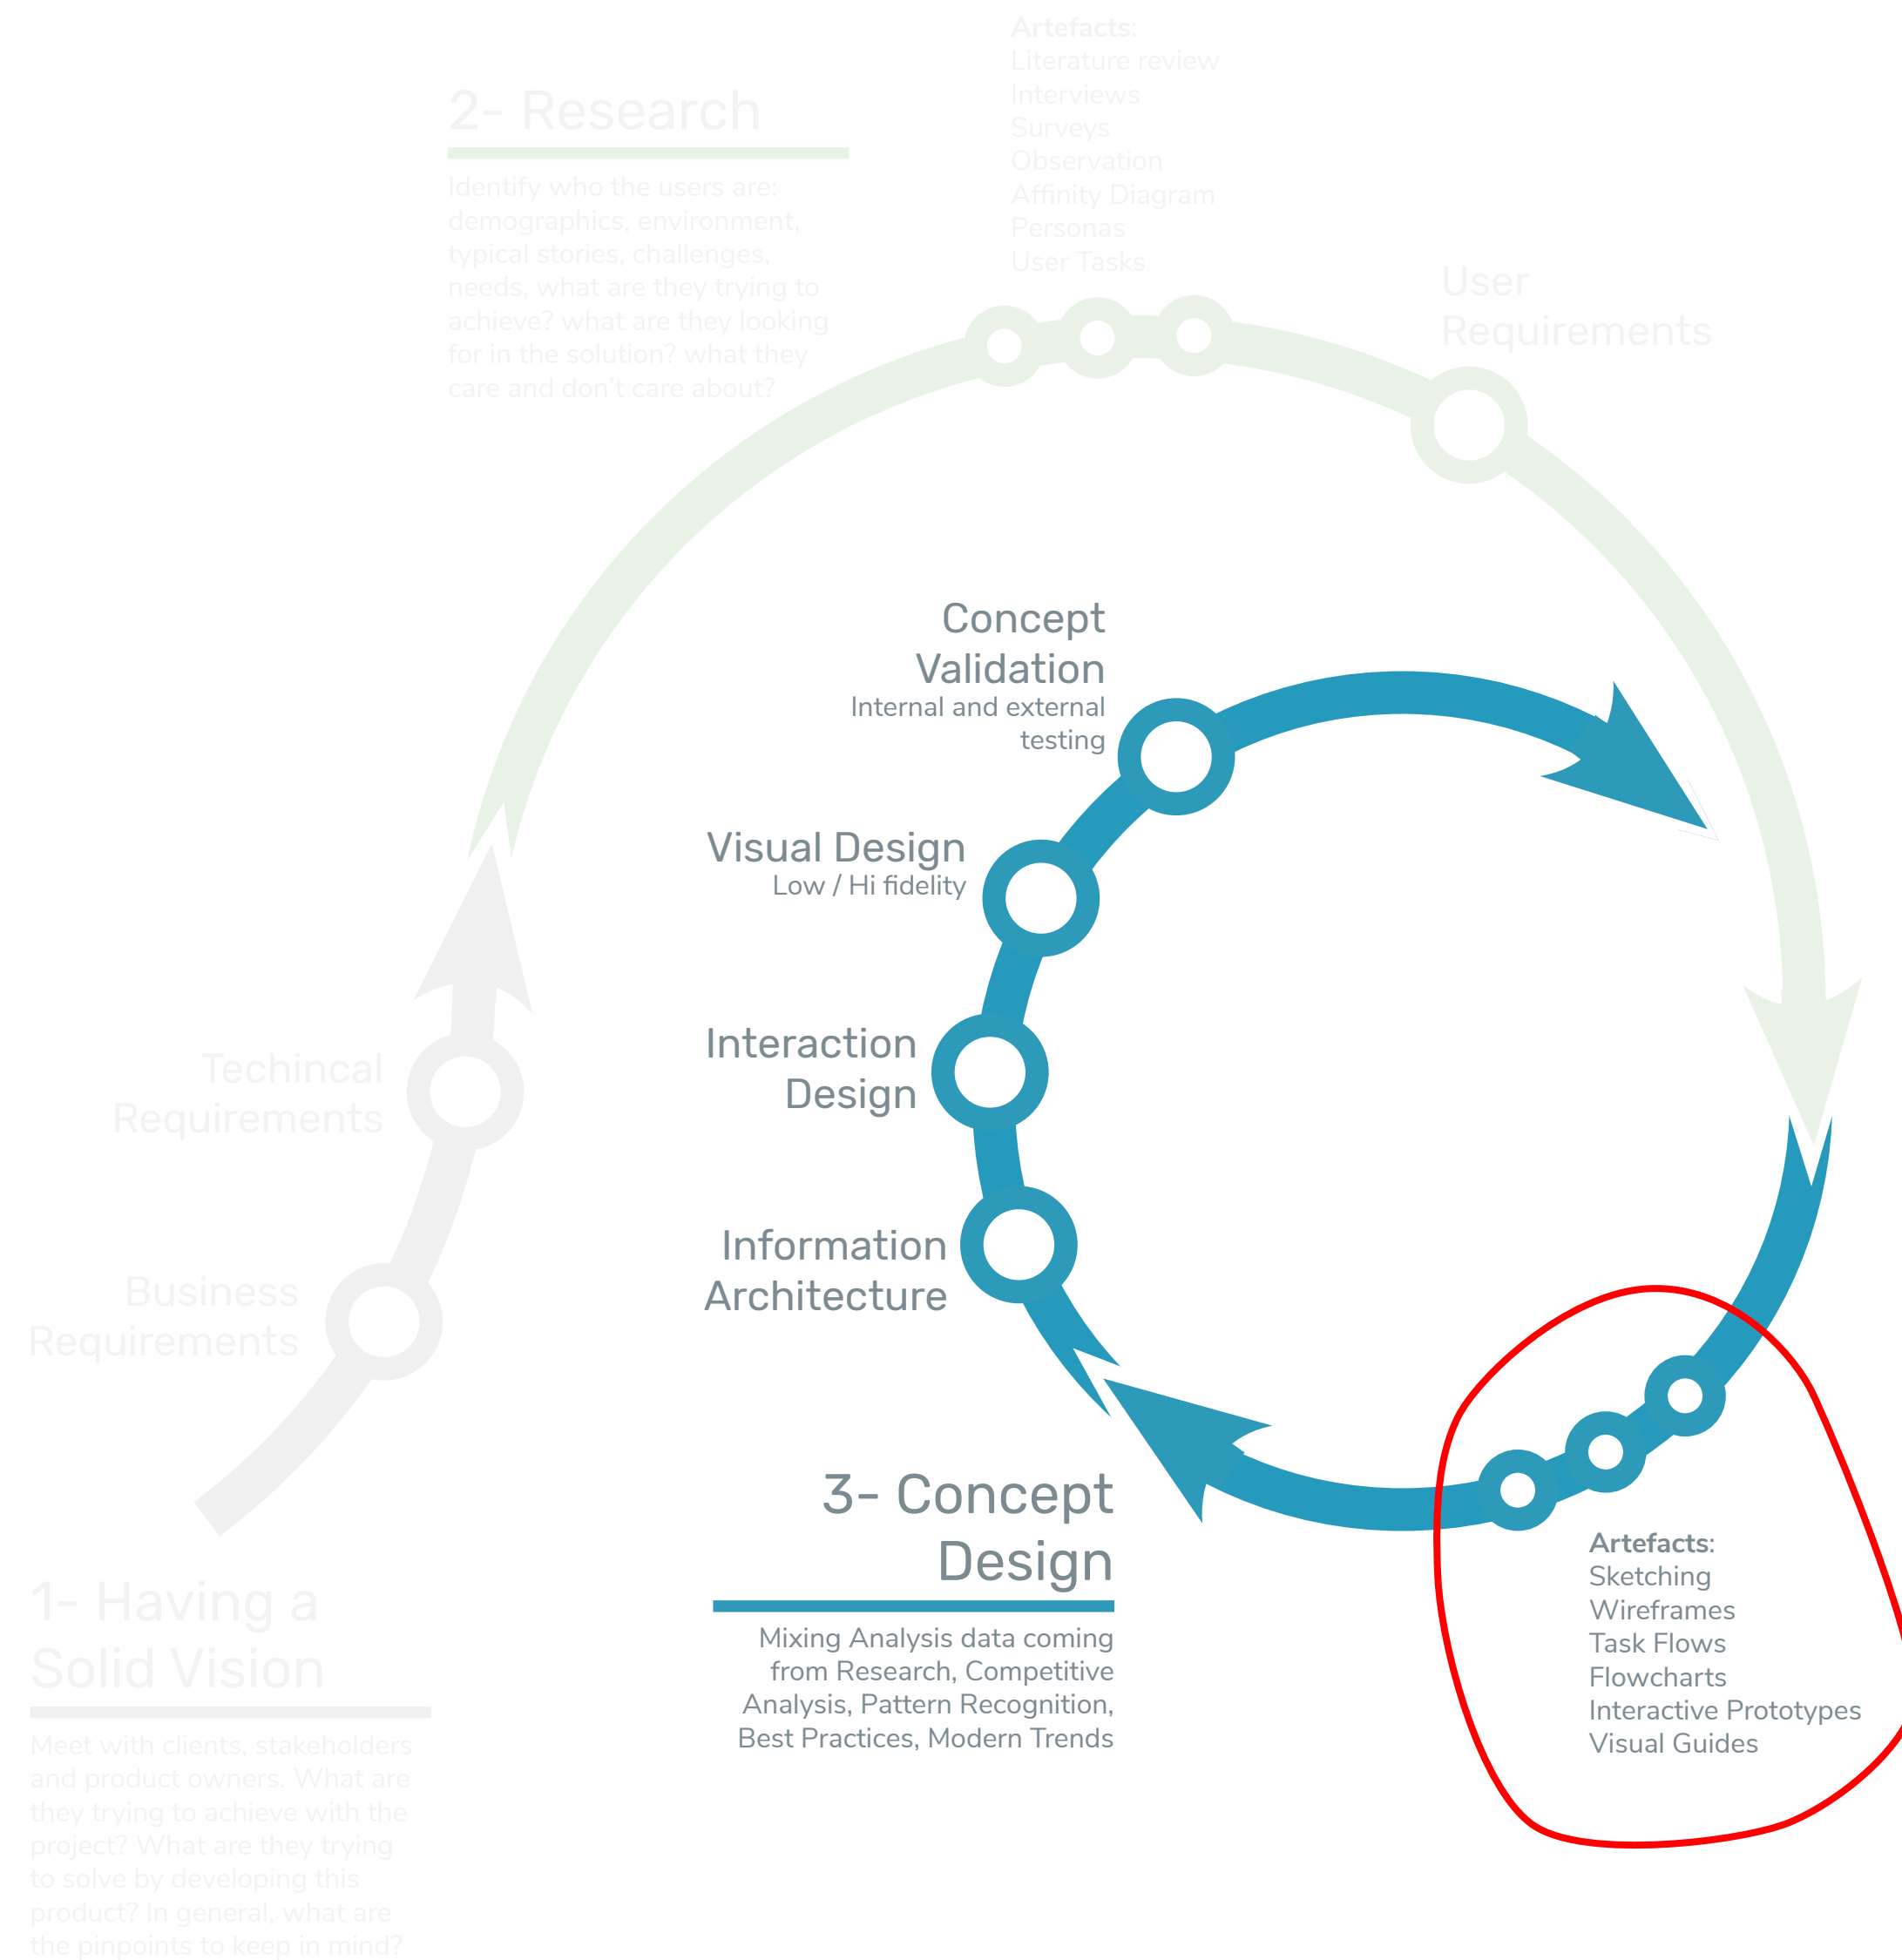 Artefacts:
Literature review
Interviews
Surveys
Observation
Affinity Diagram
Personas
User Tasks
2- Research
Identify who the users are:
demographics, environment,
typical stories, challenges,
needs, what are they trying to
achieve? what are they looking
for in the solution? what they
care and don't care about?
User
Requirements
Concept
Validation
Internal and external
testing
Visual Design
Low / Hi fidelity
Interaction
Design
Information
Architecture
Techincal
Requirements
Business
Requirements
1- Having a
Solid Vision
Meet with clients, stakeholders
and product owners. What are
they trying to achieve with the
project? What are they trying
to solve by developing this
product? In general, what are
the pinpoints to keep in mind?
3- Concept
Design
Mixing Analysis data coming
from Research, Competitive
Analysis, Pattern Recognition,
Best Practices, Modern Trends
Artefacts:
Sketching
Wireframes
Task Flows
Flowcharts
Interactive Prototypes
Visual Guides